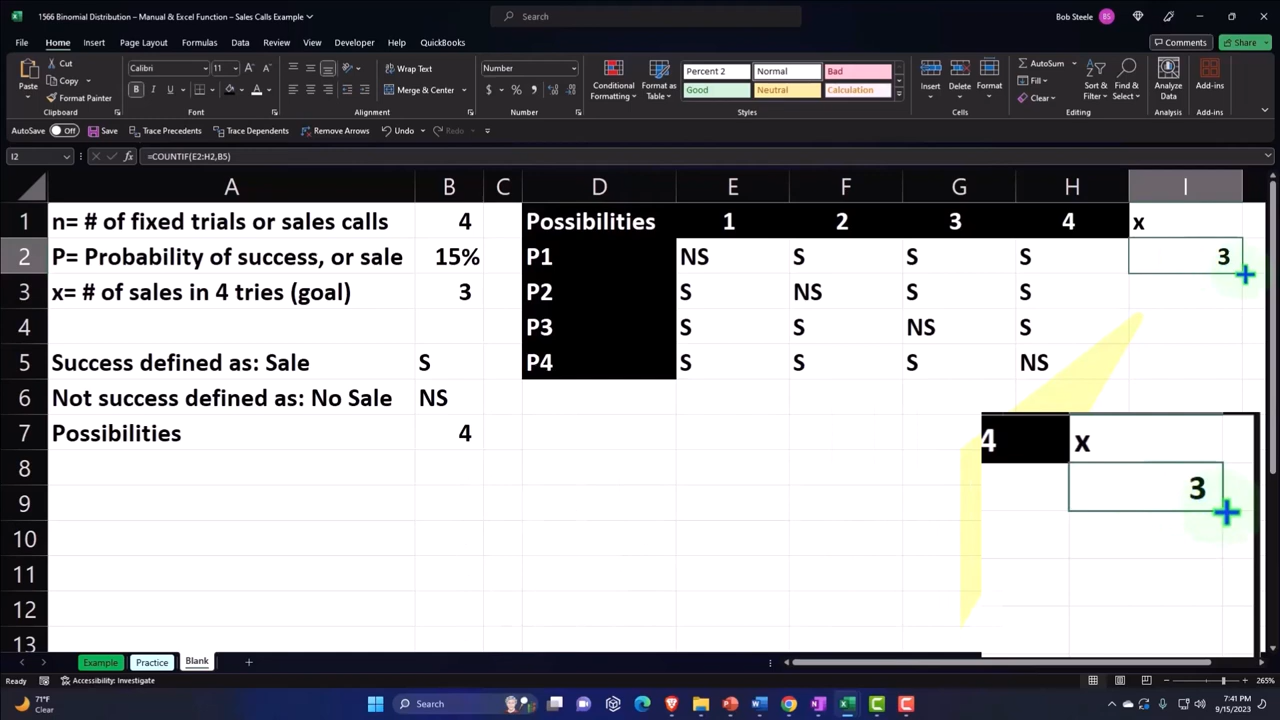 1566 Binomial Distribution – Manual & Excel Function – Sales Calls Example
Search
Bob Steele
BS
File Home Insert Page Layout Formulas Data Review View Developer Help QuickBooks
Comments Share
Paste
Cut
Copy
Format Painter
Clipboard
Calibri 11
B I U
Font
Wrap Text
Merge & Center
Alignment
Number
$ % ,
Number
Conditional Formatting
Format as Table
Percent 2 Normal Bad
Good Neutral Calculation
Styles
Insert Delete Format
Cells
AutoSum
Fill
Clear
Sort & Filter
Find & Select
Editing
Analyze Data
Analysis
Add-ins
Add-ins
AutoSave Off Save Trace Precedents Trace Dependents Remove Arrows Undo Redo
I2 fx =COUNTIF(E2:H2,B5)
A B C D E F G H I
1 n= # of fixed trials or sales calls 4 Possibilities 1 2 3 4 x
2 P= Probability of success, or sale 15% P1 NS S S S 3
3 x= # of sales in 4 tries (goal) 3 P2 S NS S S
4 P3 S S NS S
5 Success defined as: Sale S P4 S S S NS
6 Not success defined as: No Sale NS
7 Possibilities 4
8
9
10
11
12
13
4 x
3
Example Practice Blank
Ready Accessibility: Investigate 265%
71°F
Clear
Search
7:41 PM
9/15/2023